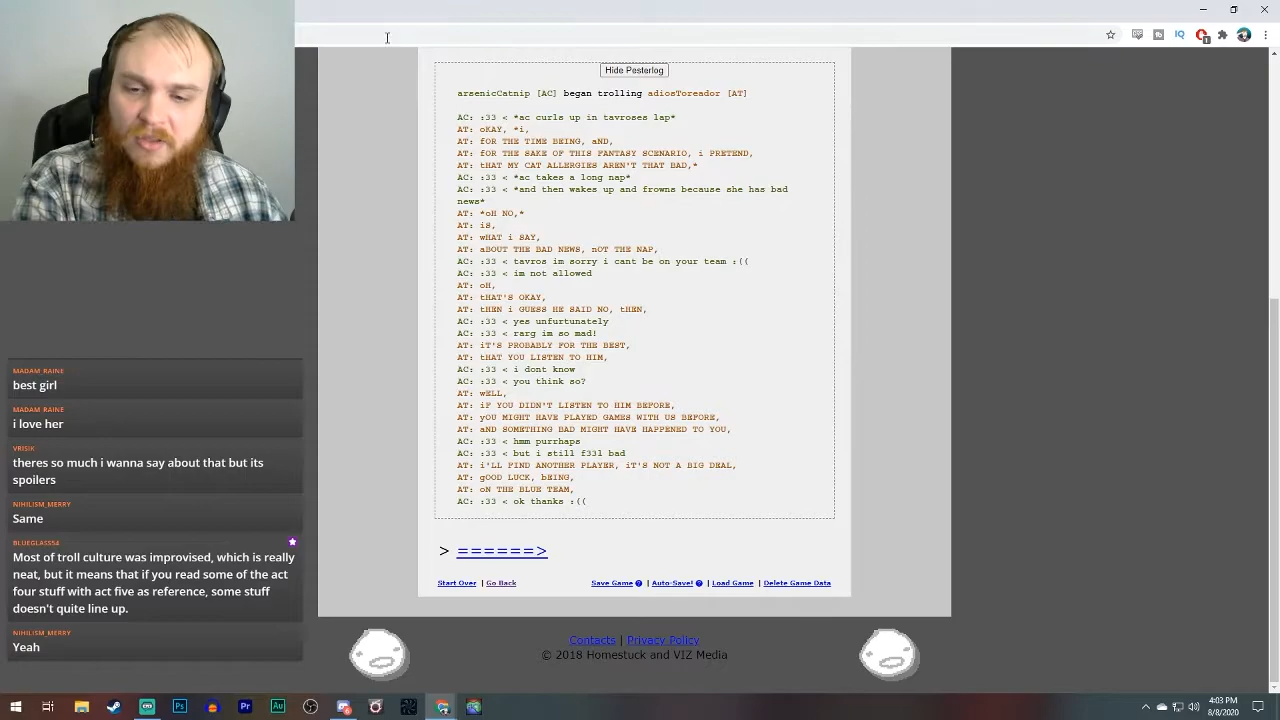 IQ
1
Hide Pesterlog
arsenicCatnip [AC] began trolling adiosToreador [AT]
AC: :33 < *ac curls up in tavroses lap*
AT: oKAY, *i,
AT: fOR THE TIME BEING, aND,
AT: fOR THE SAKE OF THIS FANTASY SCENARIO, i PRETEND,
AT: tHAT MY CAT ALLERGIES AREN'T THAT BAD,*
AC: :33 < *ac takes a long nap*
AC: :33 < *and then wakes up and frowns because she has bad
news*
AT: *oH NO,*
AT: iS,
AT: wHAT i SAY,
AT: aBOUT THE BAD NEWS, nOT THE NAP,
AC: :33 < tavros im sorry i cant be on your team :((
AC: :33 < im not allowed
AT: oH,
AT: tHAT'S OKAY,
AT: tHEN i GUESS HE SAID NO, tHEN,
AC: :33 < yes unfurtunately
AC: :33 < rarg im so mad!
AT: iT'S PROBABLY FOR THE BEST,
AT: tHAT YOU LISTEN TO HIM,
AC: :33 < i dont know
AC: :33 < you think so?
AT: wELL,
AT: iF YOU DIDN'T LISTEN TO HIM BEFORE,
AT: yOU MIGHT HAVE PLAYED GAMES WITH US BEFORE,
AT: aND SOMETHING BAD MIGHT HAVE HAPPENED TO YOU,
AC: :33 < hmm purrhaps
AC: :33 < but i still f33l bad
AT: i'LL FIND ANOTHER PLAYER, iT'S NOT A BIG DEAL,
AT: gOOD LUCK, bEING,
AT: oN THE BLUE TEAM,
AC: :33 < ok thanks :((
> ======>
Start Over | Go Back Save Game ? | Auto-Save! ? | Load Game | Delete Game Data
Contacts | Privacy Policy
© 2018 Homestuck and VIZ Media
MADAM_RAINE
best girl
MADAM_RAINE
i love her
VRISIK
theres so much i wanna say about that but its
spoilers
NIHILISM_MERRY
Same
BLUEGLASS54
Most of troll culture was improvised, which is really
neat, but it means that if you read some of the act
four stuff with act five as reference, some stuff
doesn't quite line up.
NIHILISM_MERRY
Yeah
Ps
Pr
Au
4:03 PM
8/8/2020